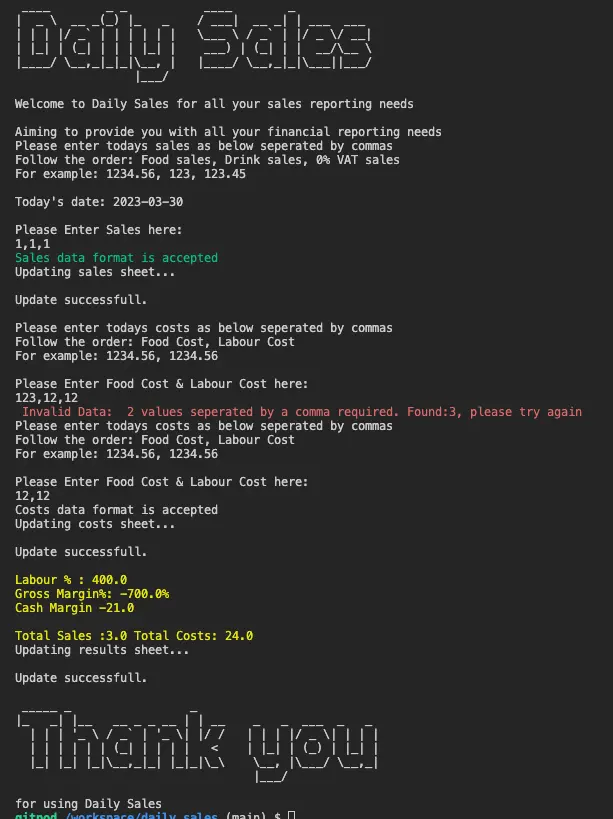 Daily Sales
Welcome to Daily Sales for all your sales reporting needs
Aiming to provide you with all your financial reporting needs
Please enter todays sales as below seperated by commas
Follow the order: Food sales, Drink sales, 0% VAT sales
For example: 1234.56, 123, 123.45
Today's date: 2023-03-30
Please Enter Sales here:
1,1,1
Sales data format is accepted
Updating sales sheet...
Update successfull.
Please enter todays costs as below seperated by commas
Follow the order: Food Cost, Labour Cost
For example: 1234.56, 1234.56
Please Enter Food Cost & Labour Cost here:
123,12,12
Invalid Data:  2 values seperated by a comma required. Found:3, please try again
Please enter todays costs as below seperated by commas
Follow the order: Food Cost, Labour Cost
For example: 1234.56, 1234.56
Please Enter Food Cost & Labour Cost here:
12,12
Costs data format is accepted
Updating costs sheet...
Update successfull.
Labour % : 400.0
Gross Margin%: -700.0%
Cash Margin -21.0
Total Sales :3.0 Total Costs: 24.0
Updating results sheet...
Update successfull.
Thank you
for using Daily Sales
gitpod /workspace/daily_sales (main) $